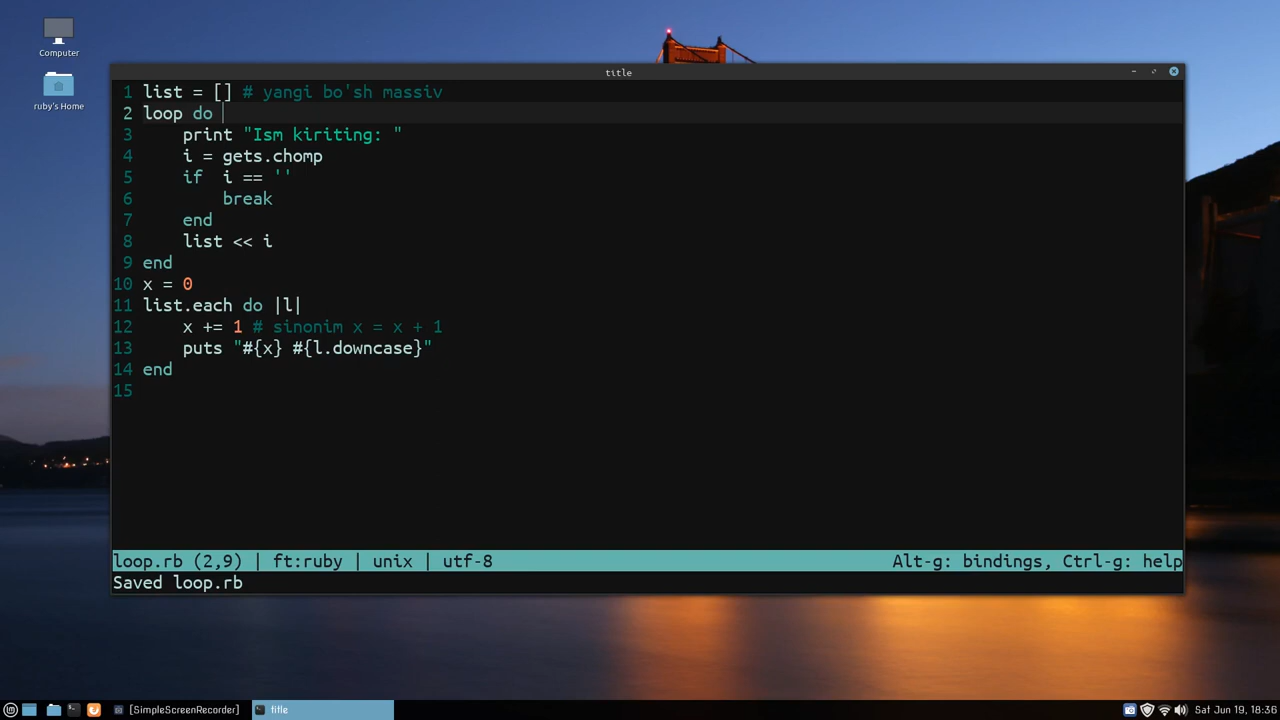 Computer
ruby's Home
title
1 list = [] # yangi bo'sh massiv
2 loop do
3     print "Ism kiriting: "
4     i = gets.chomp
5     if  i == ''
6         break
7     end
8     list << i
9 end
10 x = 0
11 list.each do |l|
12     x += 1 # sinonim x = x + 1
13     puts "#{x} #{l.downcase}"
14 end
15
loop.rb (2,9) | ft:ruby | unix | utf-8 Alt-g: bindings, Ctrl-g: help
Saved loop.rb
[SimpleScreenRecorder] title Sat Jun 19, 18:36